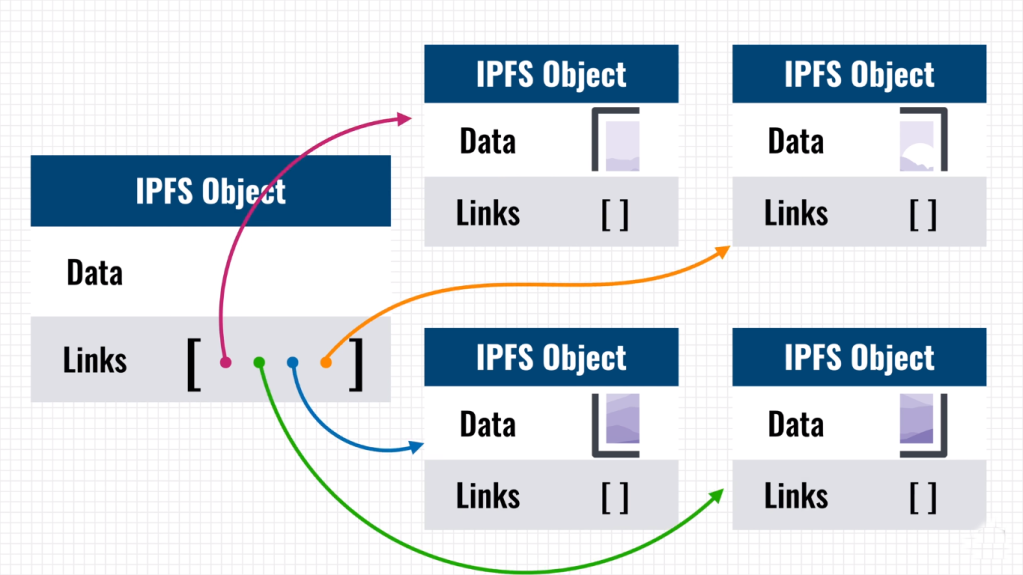 IPFS Object
Data
Links [ ]
IPFS Object
Data
Links [ ]
IPFS Object
Data
Links [ ]
IPFS Object
Data
Links [ ]
IPFS Object
Data
Links [ ]